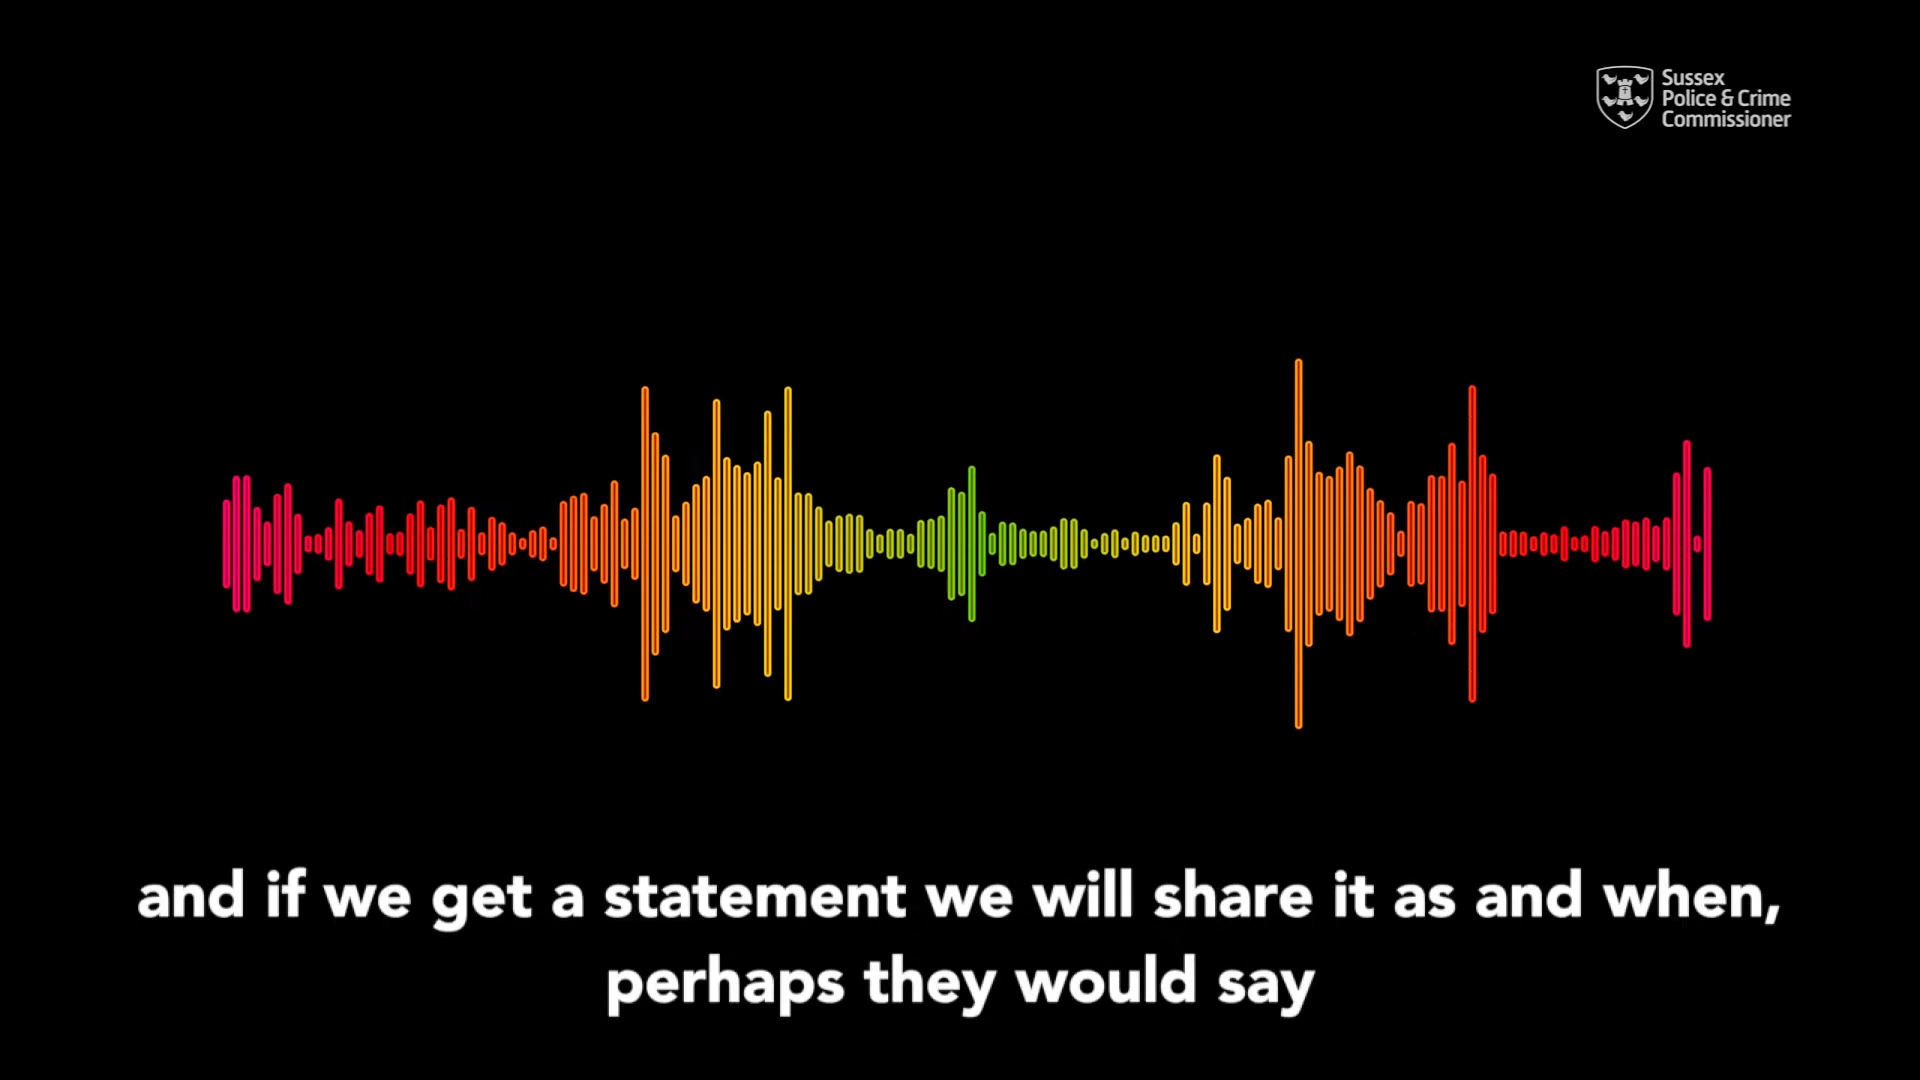 Sussex
Police & Crime
Commissioner
and if we get a statement we will share it as and when,
perhaps they would say